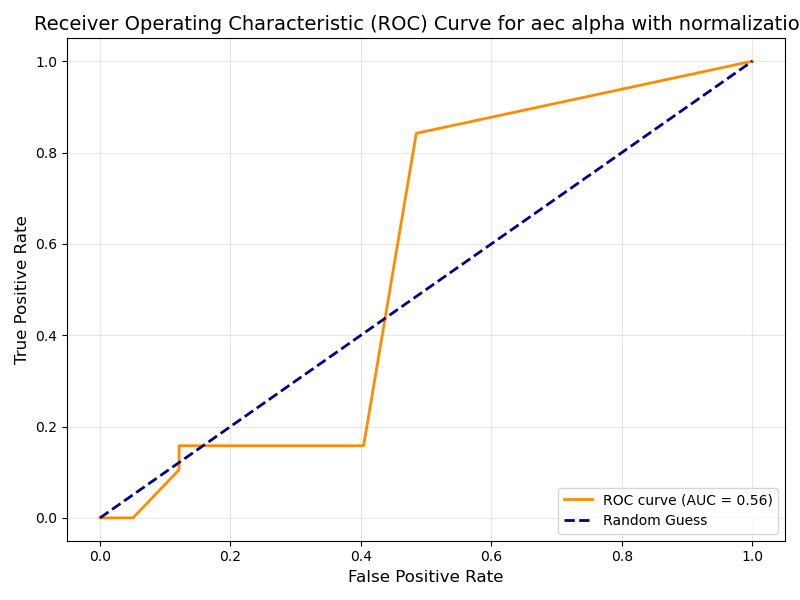 Receiver Operating Characteristic (ROC) Curve for aec alpha with normalizatio
1.0
0.8
0.6
0.4
0.2
0.0
True Positive Rate
ROC curve (AUC = 0.56)
Random Guess
0.0 0.2 0.4 0.6 0.8 1.0
False Positive Rate